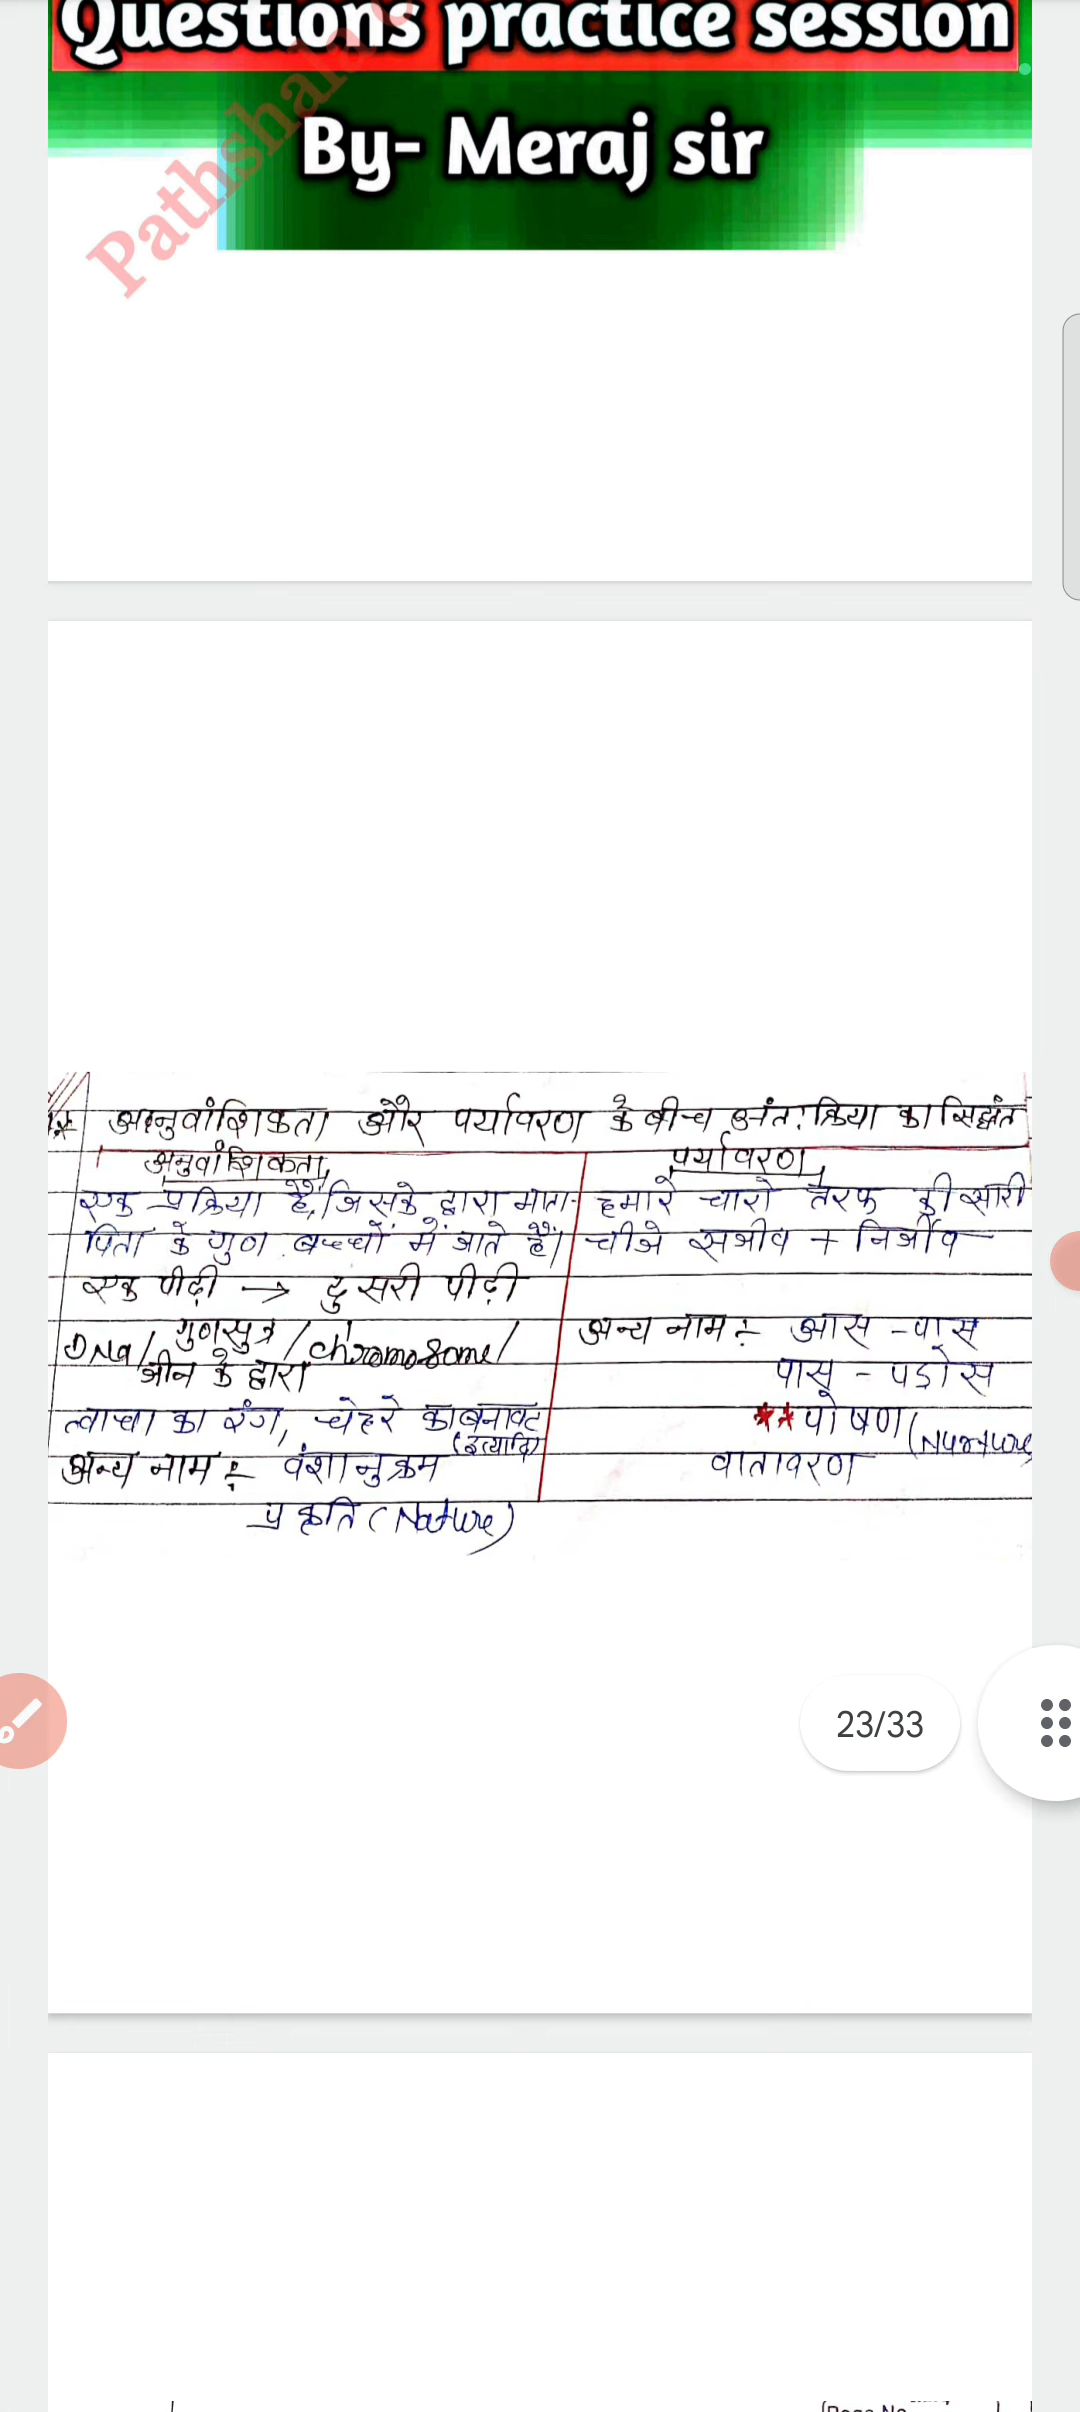 Questions practice session
By- Meraj sir
Pathshala
अनुवांशिकता और पर्यावरण के बीच अंत: क्रिया का सिद्धंत
अनुवांशिकता
पर्यावरण
एक प्रक्रिया है, जिसके द्वारा माता-
पिता के गुण बच्चों में आते है।
एक पीढ़ी → दुसरी पीढ़ी
DNA/ गुणसुत्र / chromosome/
जीन के द्वारा
त्वाचा का रंग, चेहरे का बनावट
(इत्यादि)
अन्य नाम :- वंशानुक्रम
प्रकृति (Nature)
हमारे चारो तरफ की सारी
चीजे सजीव + निर्जीव
अन्य नाम :- आस - पास
पास - पड़ोस
** पोषण (Nurture)
वातावरण
23/33